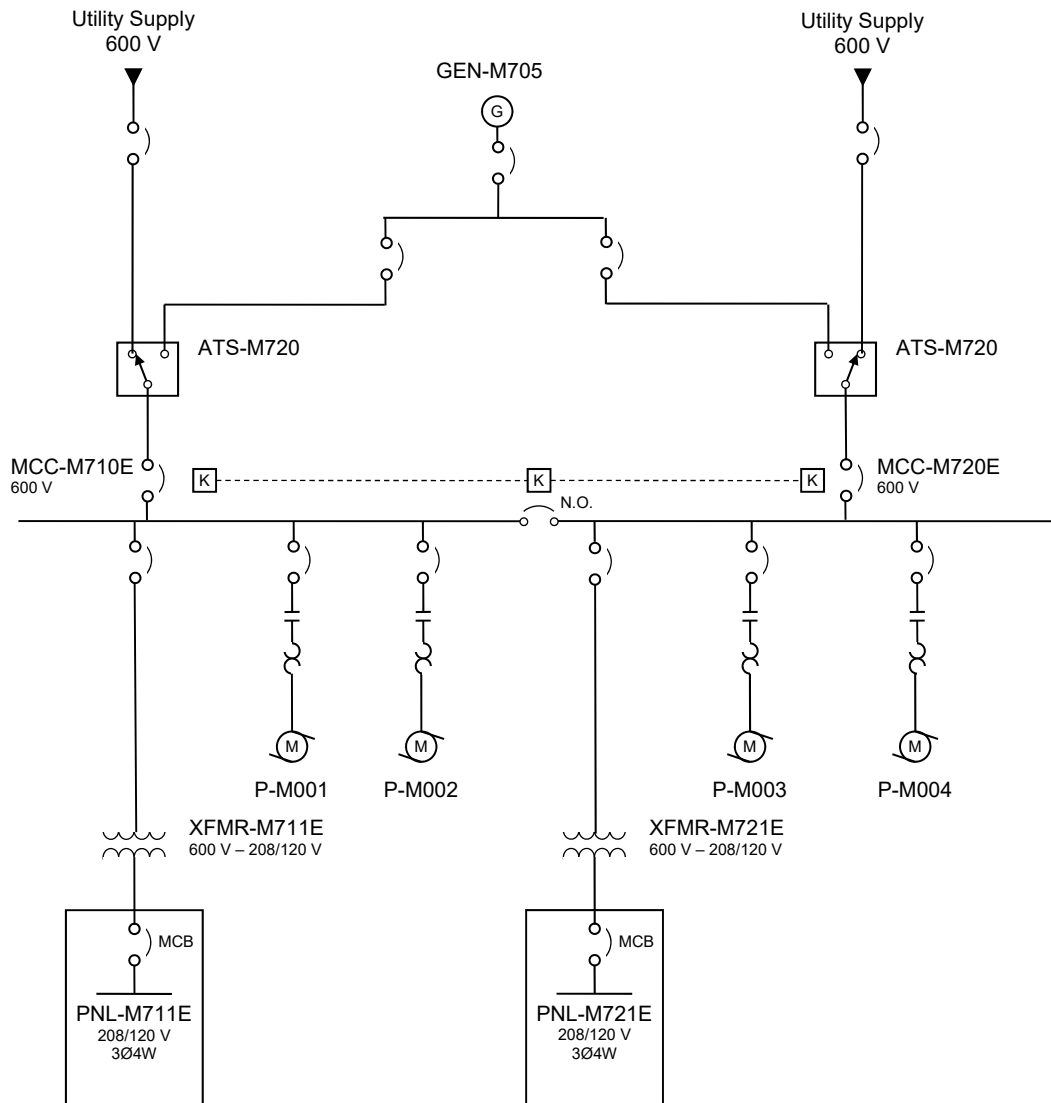 Utility Supply
600 V
Utility Supply
600 V
GEN-M705
G
ATS-M720
ATS-M720
MCC-M710E
600 V
K
K
K
MCC-M720E
600 V
N.O.
M
M
M
M
P-M001
P-M002
P-M003
P-M004
XFMR-M711E
600 V – 208/120 V
XFMR-M721E
600 V – 208/120 V
MCB
MCB
PNL-M711E
208/120 V
3Ø4W
PNL-M721E
208/120 V
3Ø4W